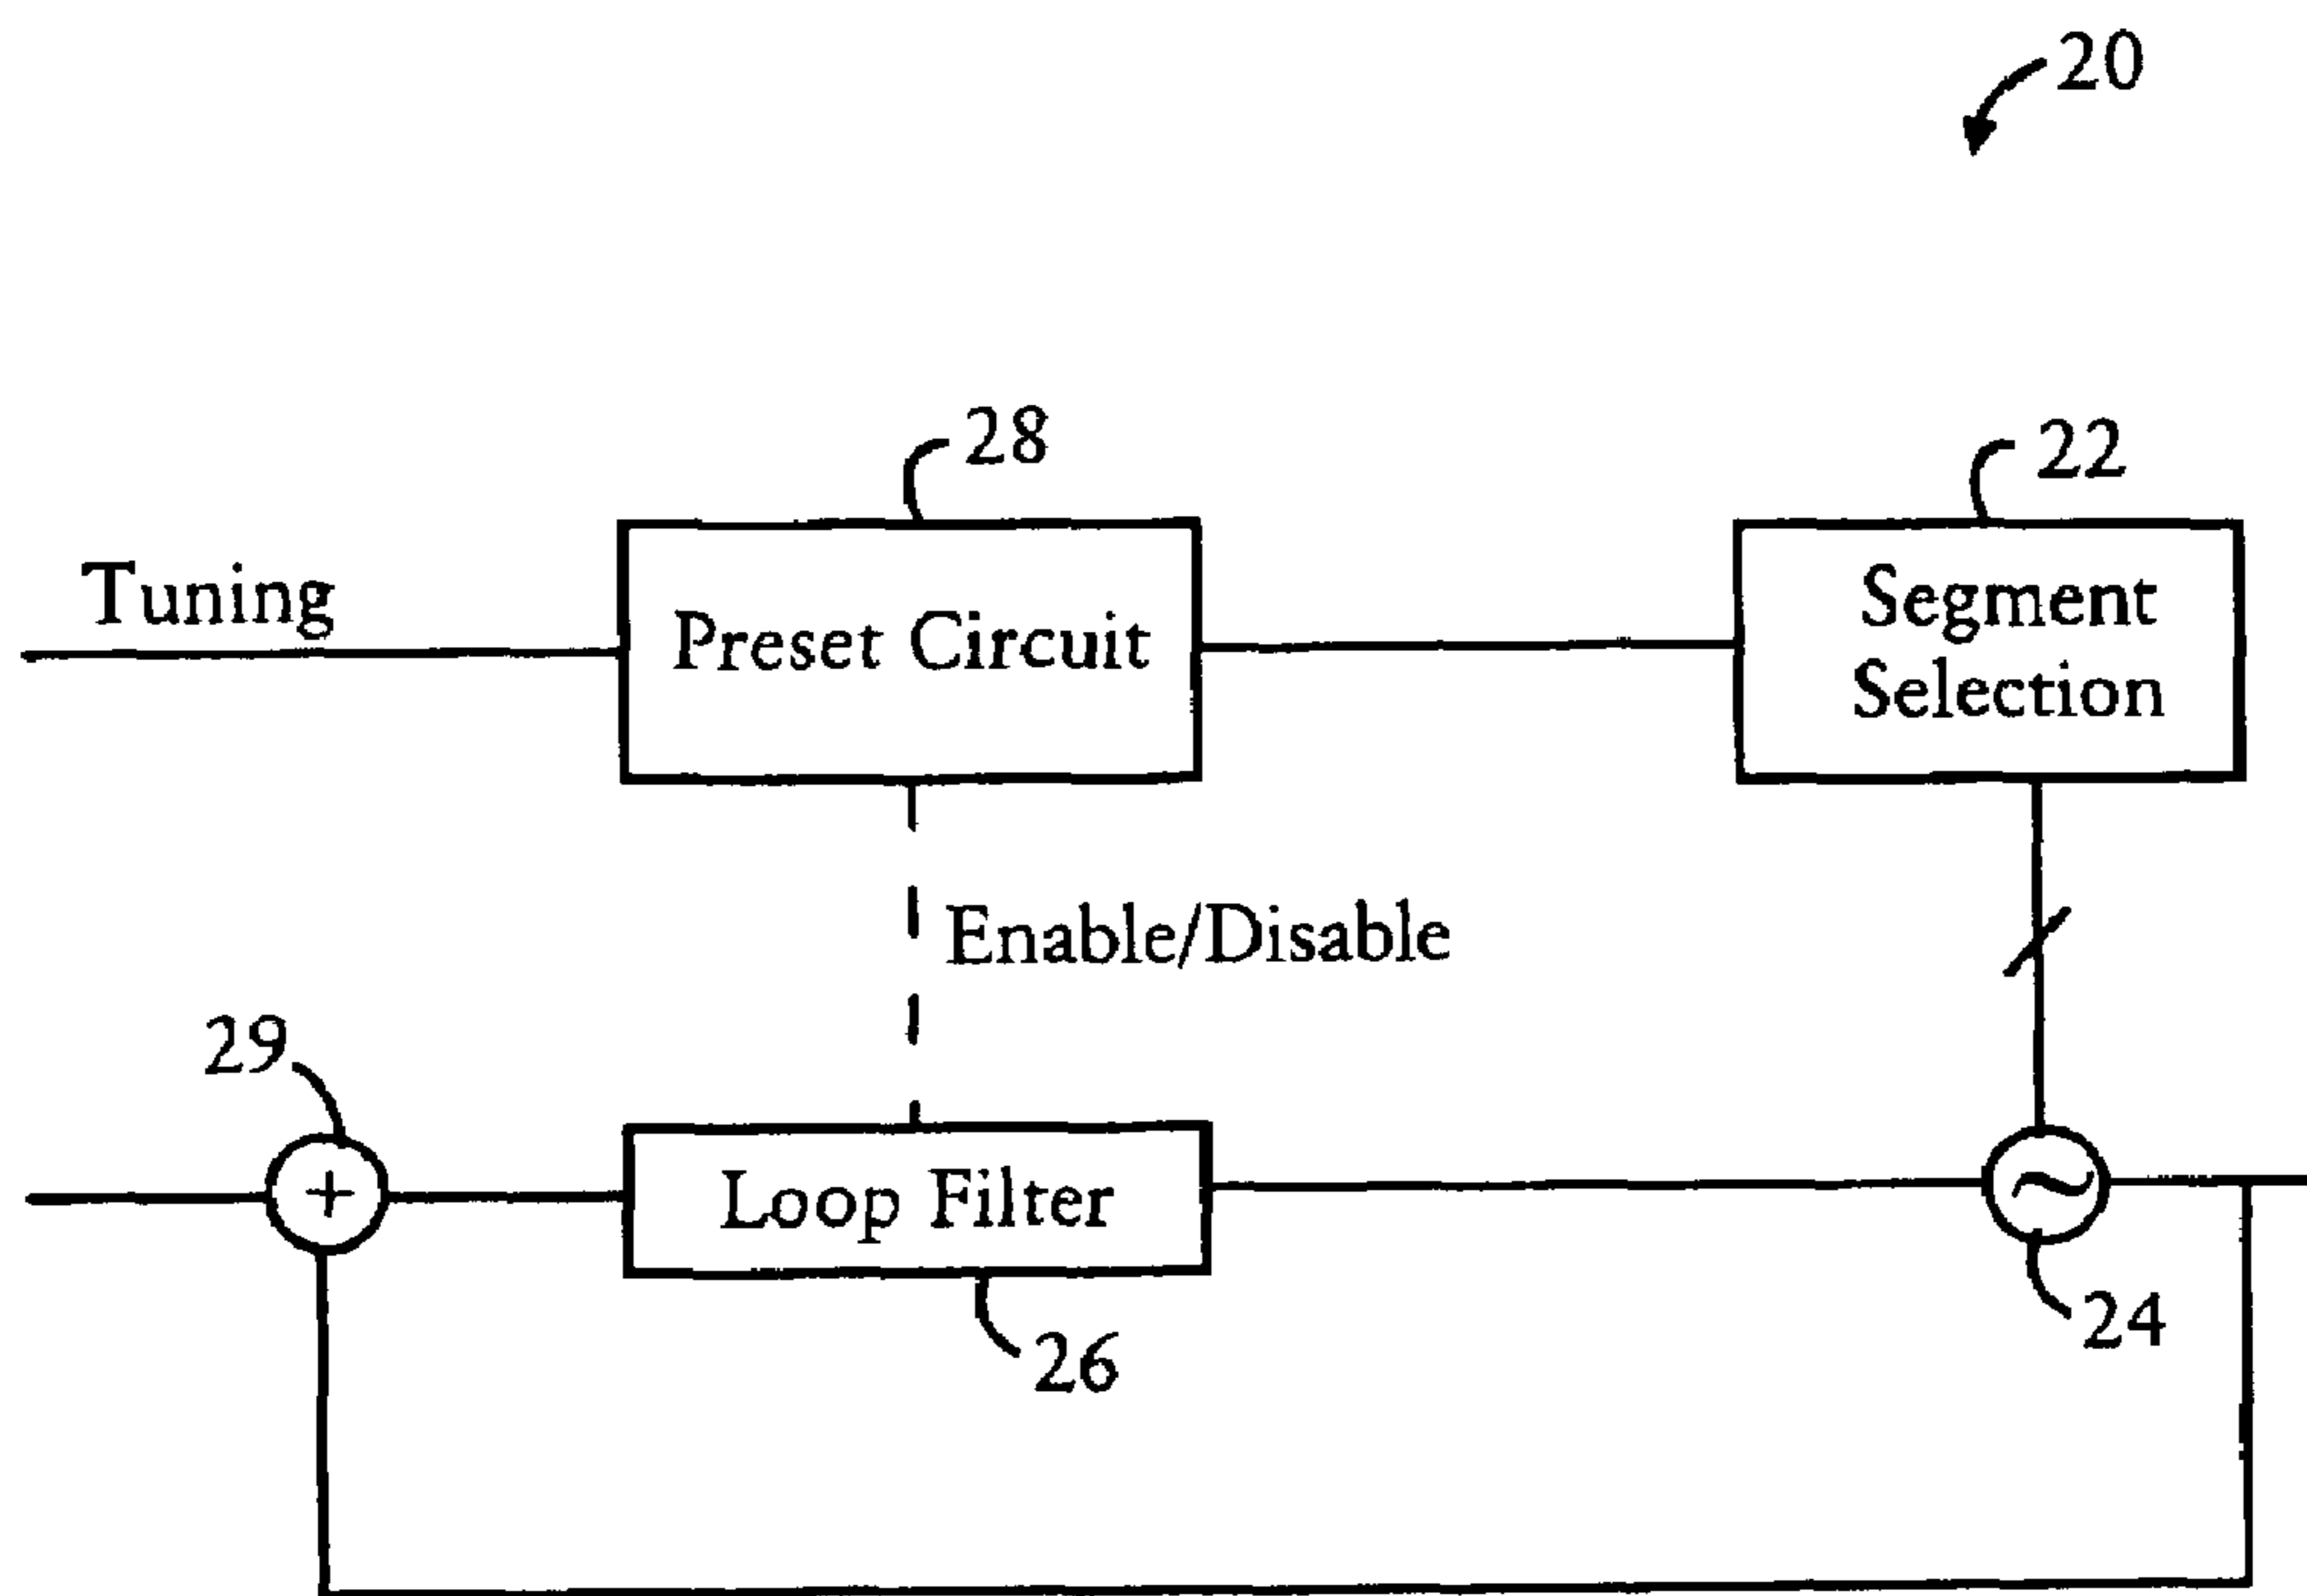 20
28
22
Tuning
Preset Circuit
Segment
Selection
Enable/Disable
29
+
Loop Filter
~
24
26